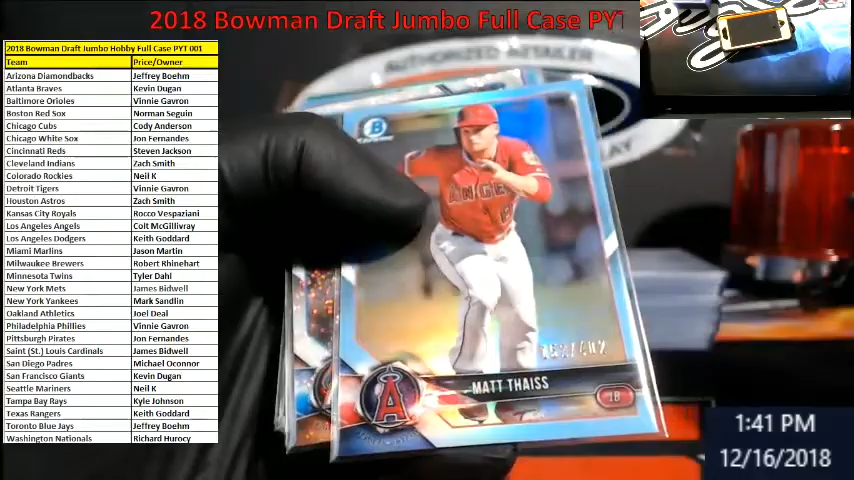 2018 Bowman Draft Jumbo Full Case PYT
2018 Bowman Draft Jumbo Hobby Full Case PYT 001
Team Price/Owner
Arizona Diamondbacks Jeffrey Boehm
Atlanta Braves Kevin Dugan
Baltimore Orioles Vinnie Gavron
Boston Red Sox Norman Seguin
Chicago Cubs Cody Anderson
Chicago White Sox Jon Fernandes
Cincinnati Reds Steven Jackson
Cleveland Indians Zach Smith
Colorado Rockies Neil K
Detroit Tigers Vinnie Gavron
Houston Astros Zach Smith
Kansas City Royals Rocco Vespaziani
Los Angeles Angels Colt McGillivray
Los Angeles Dodgers Keith Goddard
Miami Marlins Jason Martin
Milwaukee Brewers Robert Rhinehart
Minnesota Twins Tyler Dahl
New York Mets James Bidwell
New York Yankees Mark Sandlin
Oakland Athletics Joel Deal
Philadelphia Phillies Vinnie Gavron
Pittsburgh Pirates Jon Fernandes
Saint (St.) Louis Cardinals James Bidwell
San Diego Padres Michael Oconnor
San Francisco Giants Kevin Dugan
Seattle Mariners Neil K
Tampa Bay Rays Kyle Johnson
Texas Rangers Keith Goddard
Toronto Blue Jays Jeffrey Boehm
Washington Nationals Richard Hurocy
AUTHORIZED RETAILER
B
ANGELS
A
MATT THAISS
1B
1:41 PM
12/16/2018